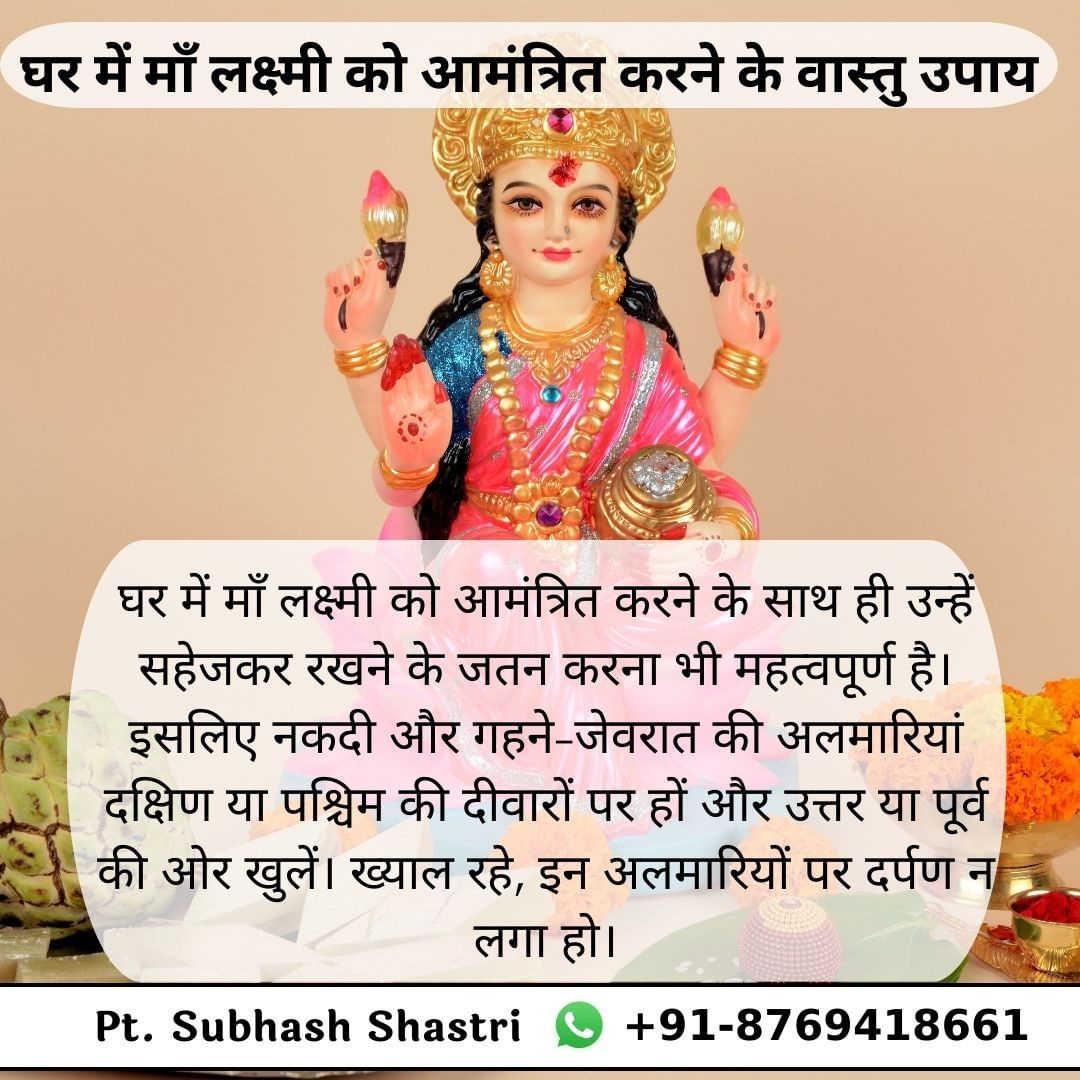 घर में माँ लक्ष्मी को आमंत्रित करने के वास्तु उपाय
घर में माँ लक्ष्मी को आमंत्रित करने के साथ ही उन्हें
सहेजकर रखने के जतन करना भी महत्वपूर्ण है।
इसलिए नकदी और गहने-जेवरात की अलमारियां
दक्षिण या पश्चिम की दीवारों पर हों और उत्तर या पूर्व
की ओर खुलें। ख्याल रहे, इन अलमारियों पर दर्पण न
लगा हो।
Pt. Subhash Shastri +91-8769418661